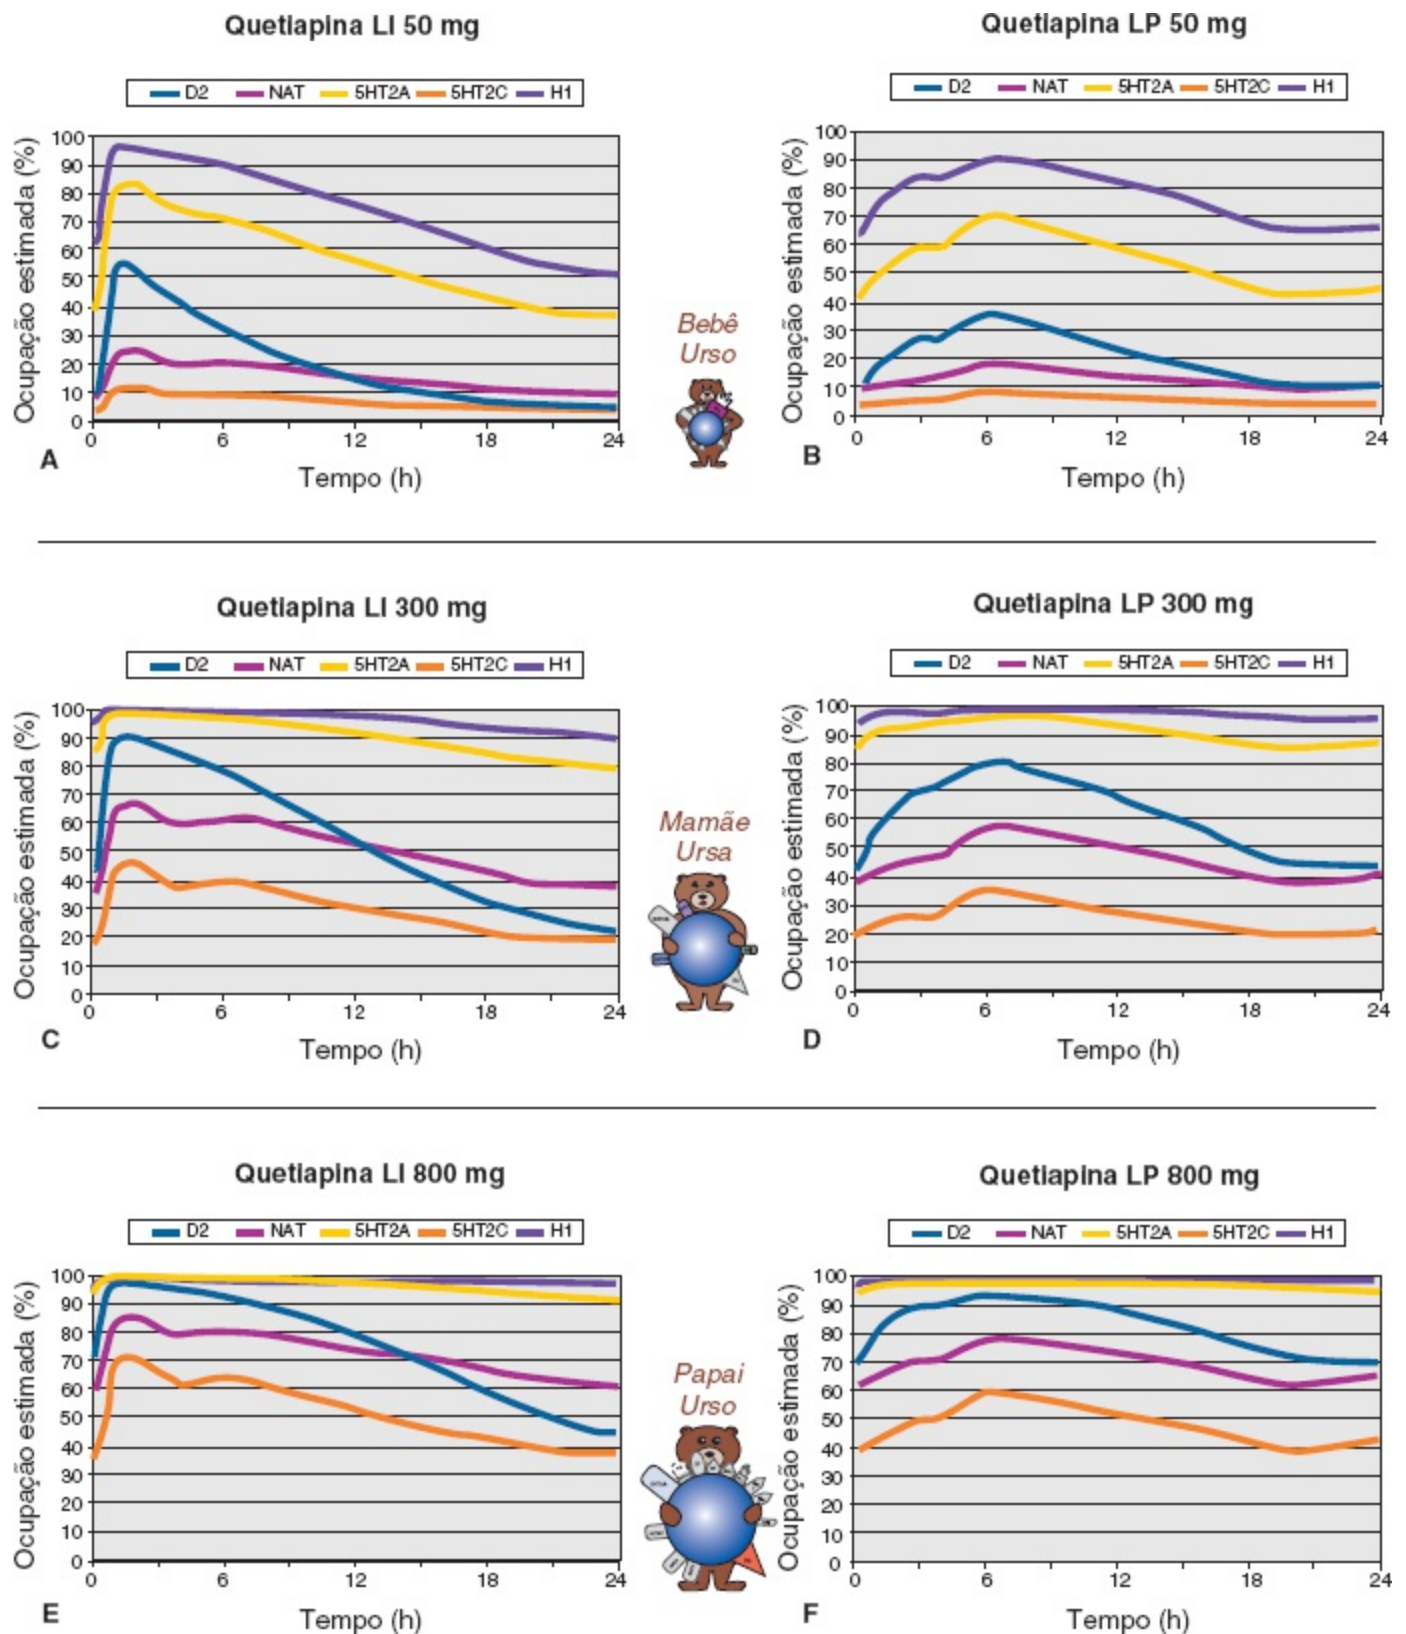 Quetiapina LI 50 mg
D2 NAT 5HT2A 5HT2C H1
Ocupação estimada (%)
100
90
80
70
60
50
40
30
20
10
0
0 6 12 18 24
A
Tempo (h)
Bebê
Urso
Quetiapina LP 50 mg
D2 NAT 5HT2A 5HT2C H1
Ocupação estimada (%)
100
90
80
70
60
50
40
30
20
10
0
0 6 12 18 24
B
Tempo (h)
Quetiapina LI 300 mg
D2 NAT 5HT2A 5HT2C H1
Ocupação estimada (%)
100
90
80
70
60
50
40
30
20
10
0
0 6 12 18 24
C
Tempo (h)
Mamãe
Ursa
Quetiapina LP 300 mg
D2 NAT 5HT2A 5HT2C H1
Ocupação estimada (%)
100
90
80
70
60
50
40
30
20
10
0
0 6 12 18 24
D
Tempo (h)
Quetiapina LI 800 mg
D2 NAT 5HT2A 5HT2C H1
Ocupação estimada (%)
100
90
80
70
60
50
40
30
20
10
0
0 6 12 18 24
E
Tempo (h)
Papai
Urso
Quetiapina LP 800 mg
D2 NAT 5HT2A 5HT2C H1
Ocupação estimada (%)
100
90
80
70
60
50
40
30
20
10
0
0 6 12 18 24
F
Tempo (h)